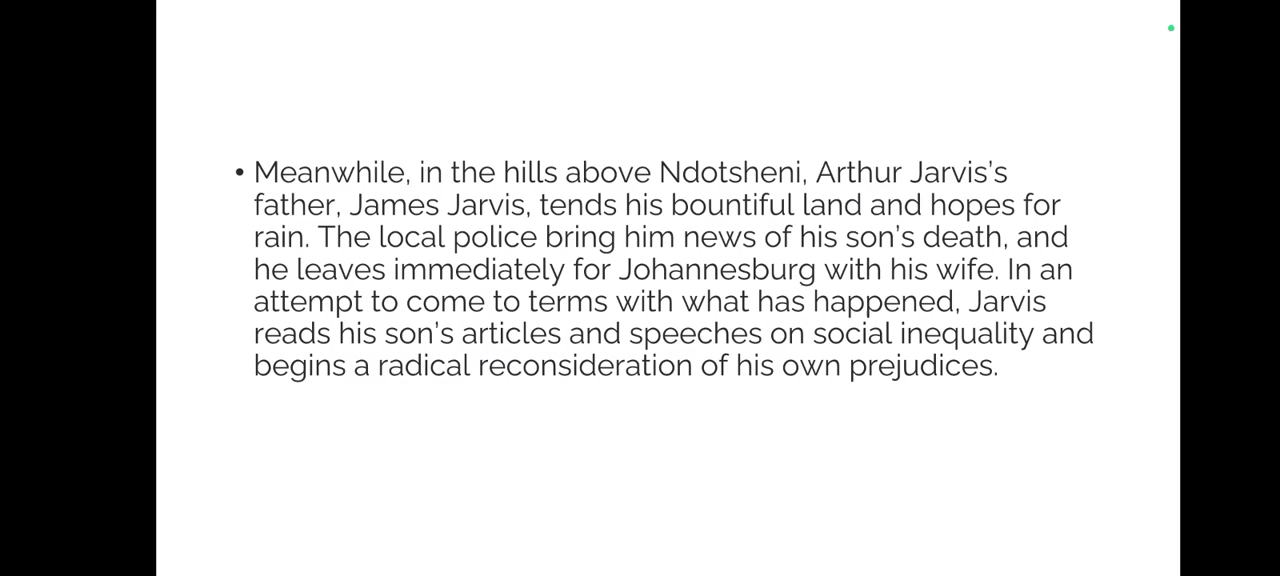 • Meanwhile, in the hills above Ndotsheni, Arthur Jarvis’s
father, James Jarvis, tends his bountiful land and hopes for
rain. The local police bring him news of his son’s death, and
he leaves immediately for Johannesburg with his wife. In an
attempt to come to terms with what has happened, Jarvis
reads his son’s articles and speeches on social inequality and
begins a radical reconsideration of his own prejudices.